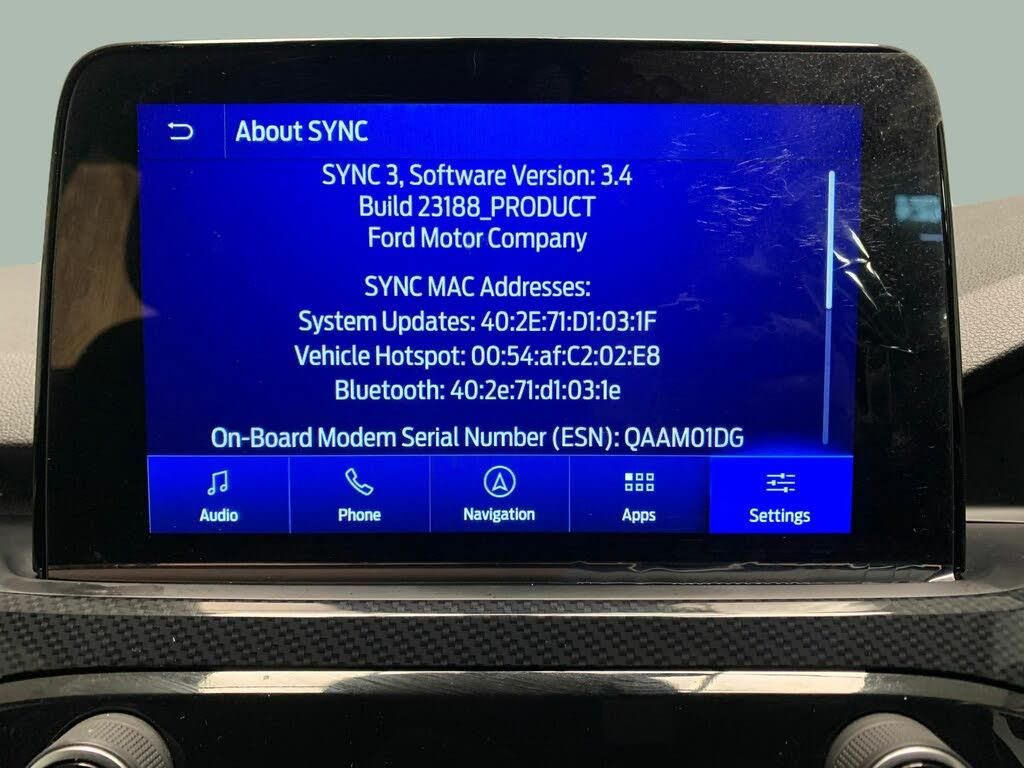 About SYNC
SYNC 3, Software Version: 3.4
Build 23188_PRODUCT
Ford Motor Company
SYNC MAC Addresses:
System Updates: 40:2E:71:D1:03:1F
Vehicle Hotspot: 00:54:af:C2:02:E8
Bluetooth: 40:2e:71:d1:03:1e
On-Board Modem Serial Number (ESN): QAAM01DG
Audio
Phone
Navigation
Apps
Settings